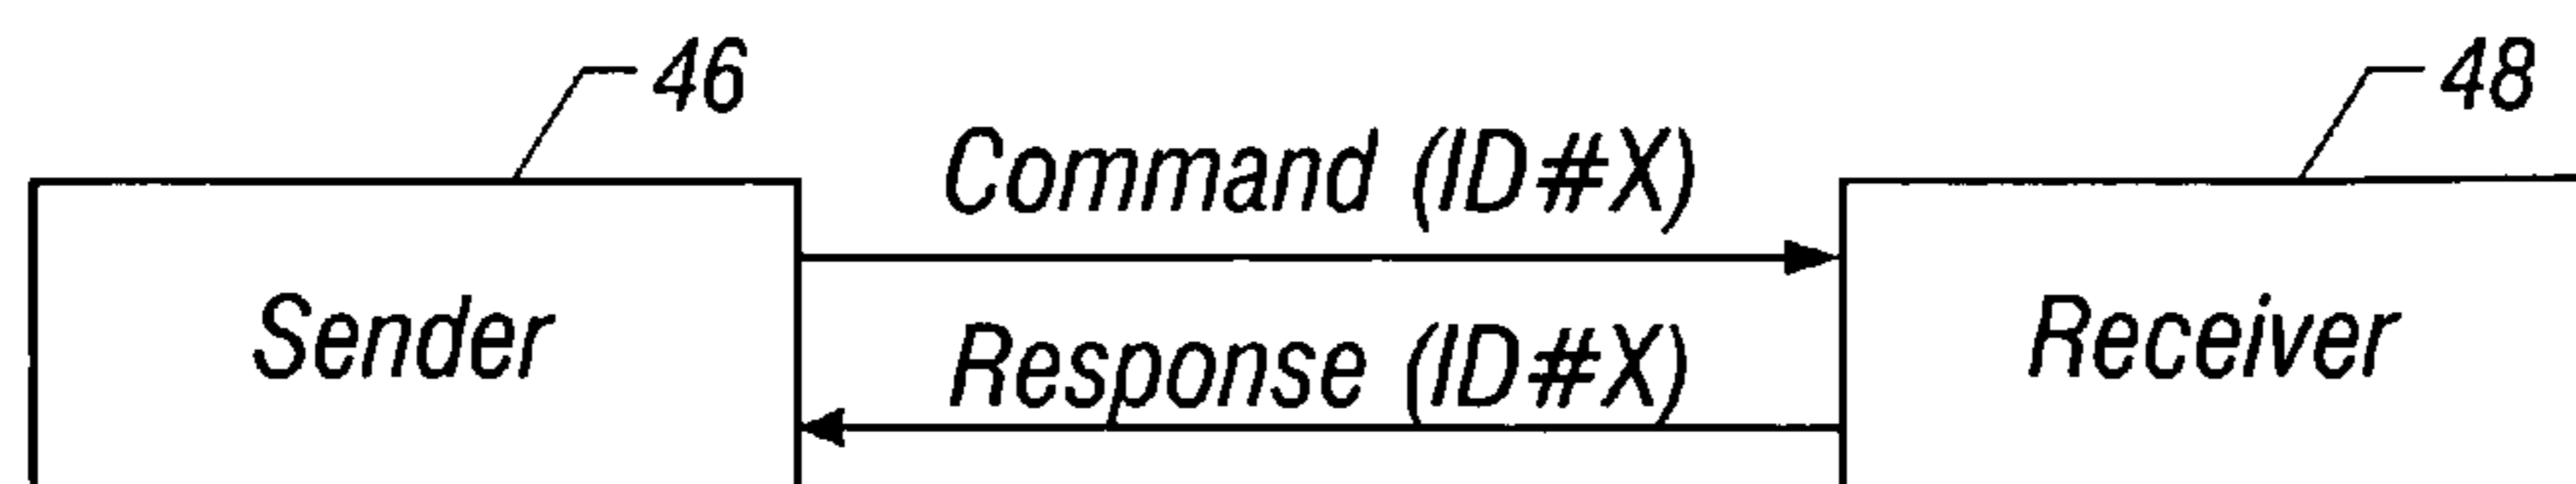 46
48
Command (ID#X)
Sender
Receiver
Response (ID#X)